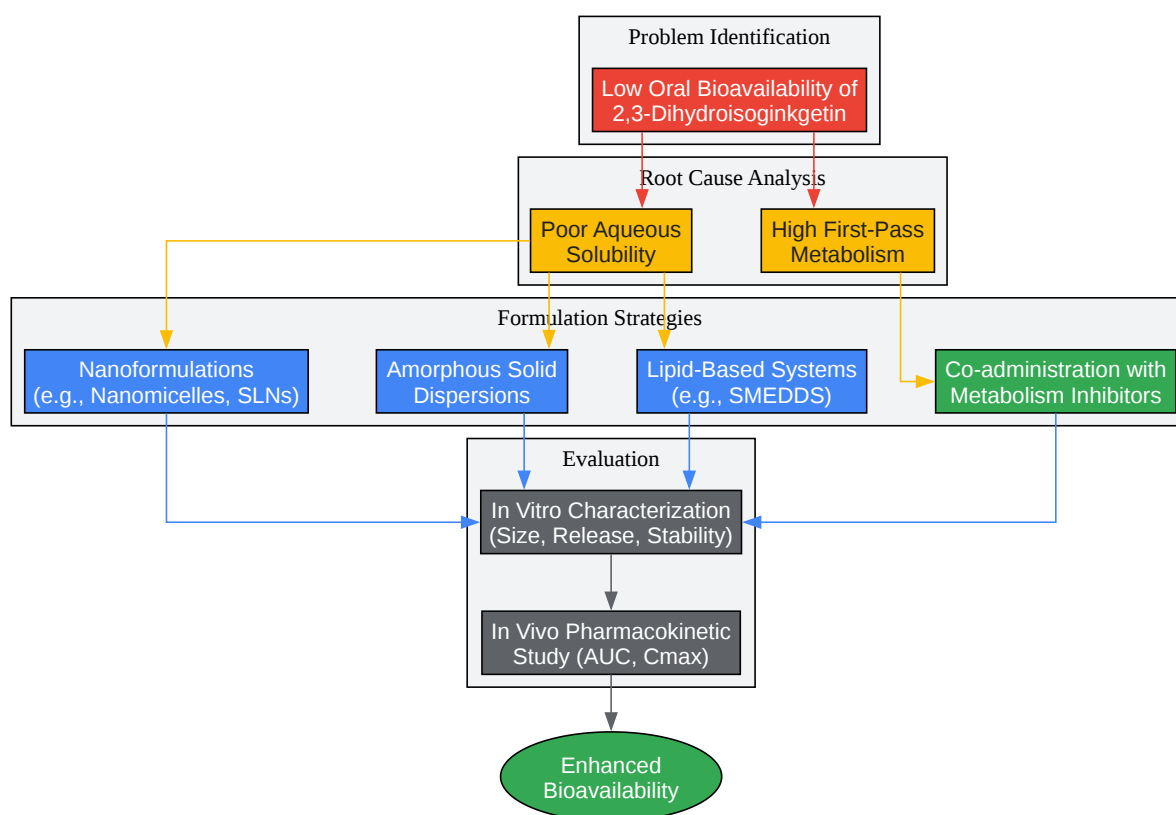 Problem Identification
Low Oral Bioavailability of
2,3-Dihydroisoginkgetin
Root Cause Analysis
Poor Aqueous
Solubility
High First-Pass
Metabolism
Formulation Strategies
Nanoformulations
(e.g., Nanomicelles, SLNs)
Amorphous Solid
Dispersions
Lipid-Based Systems
(e.g., SMEDDS)
Co-administration with
Metabolism Inhibitors
Evaluation
In Vitro Characterization
(Size, Release, Stability)
In Vivo Pharmacokinetic
Study (AUC, Cmax)
Enhanced
Bioavailability